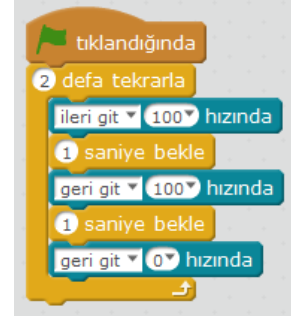 tıklandığında
2 defa tekrarla
ileri git 100 hızında
1 saniye bekle
geri git 100 hızında
1 saniye bekle
geri git 0 hızında